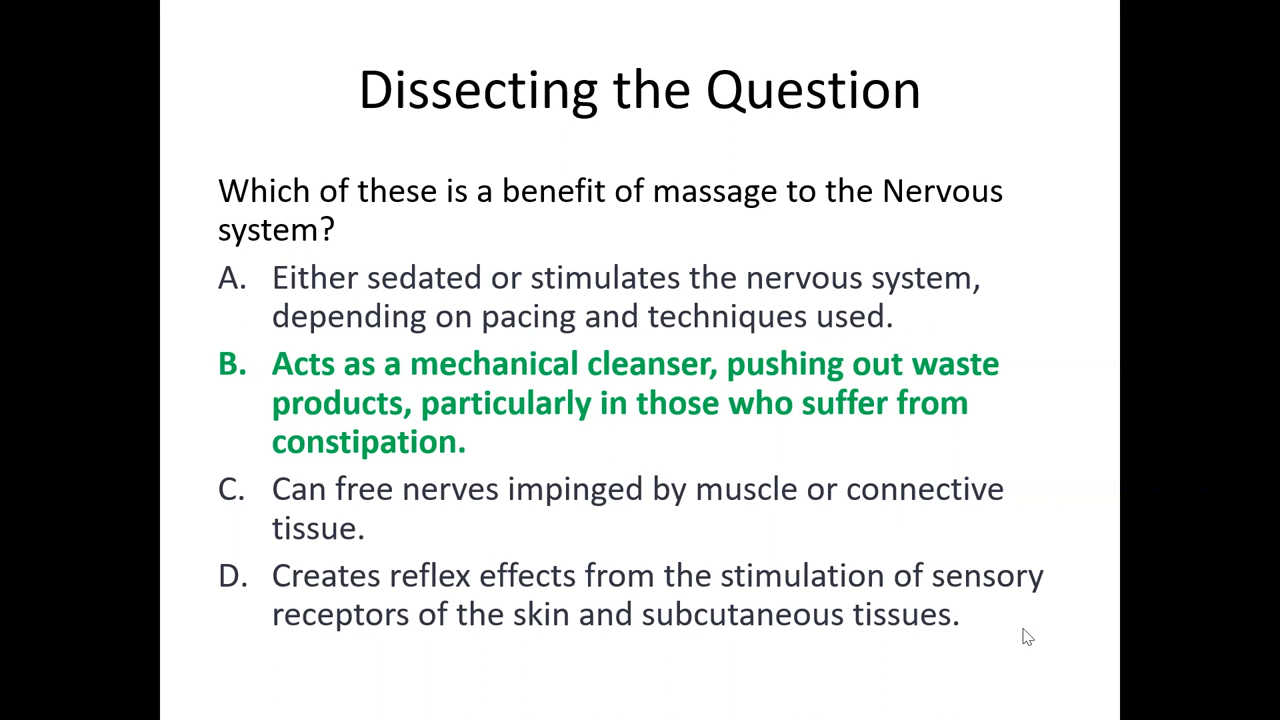 Dissecting the Question
Which of these is a benefit of massage to the Nervous
system?
A. Either sedated or stimulates the nervous system,
depending on pacing and techniques used.
B. Acts as a mechanical cleanser, pushing out waste
products, particularly in those who suffer from
constipation.
C. Can free nerves impinged by muscle or connective
tissue.
D. Creates reflex effects from the stimulation of sensory
receptors of the skin and subcutaneous tissues.